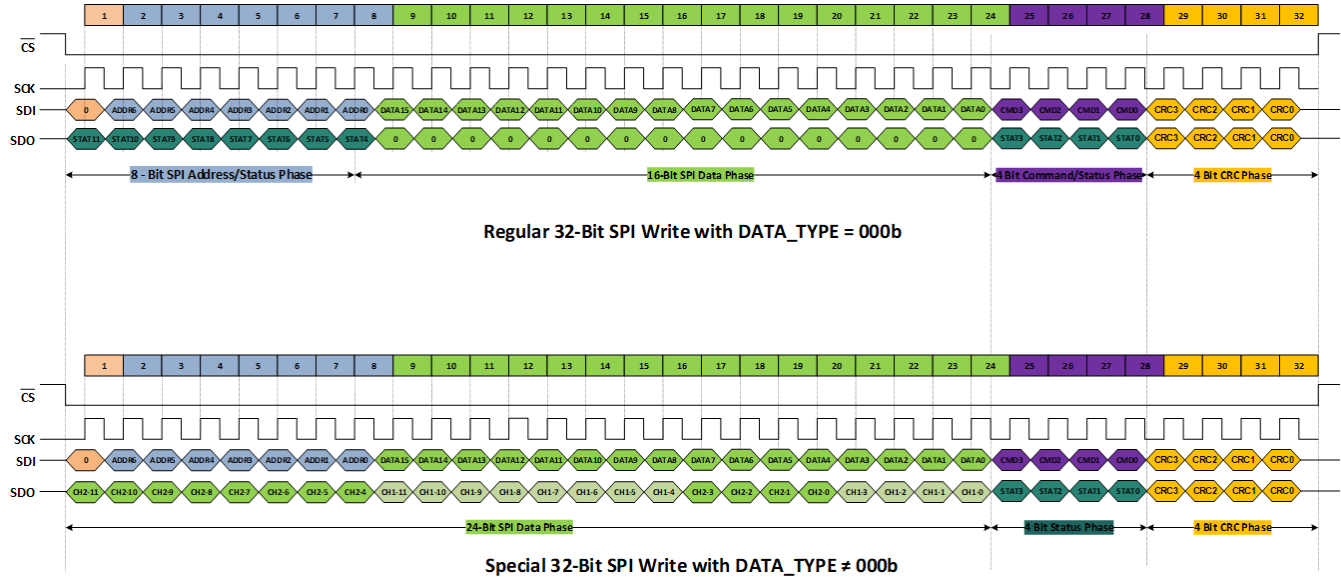 1 2 3 4 5 6 7 8 9 10 11 12 13 14 15 16 17 18 19 20 21 22 23 24 25 26 27 28 29 30 31 32
CS
SCK
SDI 0 ADDR6 ADDR5 ADDR4 ADDR3 ADDR2 ADDR1 ADDR0 DATA15 DATA14 DATA13 DATA12 DATA11 DATA10 DATA9 DATA8 DATA7 DATA6 DATA5 DATA4 DATA3 DATA2 DATA1 DATA0 CMD3 CMD2 CMD1 CMD0 CRC3 CRC2 CRC1 CRC0
SDO STAT11 STAT10 STAT9 STAT8 STAT7 STAT6 STAT5 STAT4 0 0 0 0 0 0 0 0 0 0 0 0 0 0 0 0 STAT3 STAT2 STAT1 STAT0 CRC3 CRC2 CRC1 CRC0
8 - Bit SPI Address/Status Phase 16-Bit SPI Data Phase 4 Bit Command/Status Phase 4 Bit CRC Phase
Regular 32-Bit SPI Write with DATA_TYPE = 000b
1 2 3 4 5 6 7 8 9 10 11 12 13 14 15 16 17 18 19 20 21 22 23 24 25 26 27 28 29 30 31 32
CS
SCK
SDI 0 ADDR6 ADDR5 ADDR4 ADDR3 ADDR2 ADDR1 ADDR0 DATA15 DATA14 DATA13 DATA12 DATA11 DATA10 DATA9 DATA8 DATA7 DATA6 DATA5 DATA4 DATA3 DATA2 DATA1 DATA0 CMD3 CMD2 CMD1 CMD0 CRC3 CRC2 CRC1 CRC0
SDO CH2-11 CH2-10 CH2-9 CH2-8 CH2-7 CH2-6 CH2-5 CH2-4 CH1-11 CH1-10 CH1-9 CH1-8 CH1-7 CH1-6 CH1-5 CH1-4 CH2-3 CH2-2 CH2-1 CH2-0 CH1-3 CH1-2 CH1-1 CH1-0 STAT3 STAT2 STAT1 STAT0 CRC3 CRC2 CRC1 CRC0
24-Bit SPI Data Phase 4 Bit Status Phase 4 Bit CRC Phase
Special 32-Bit SPI Write with DATA_TYPE ≠ 000b